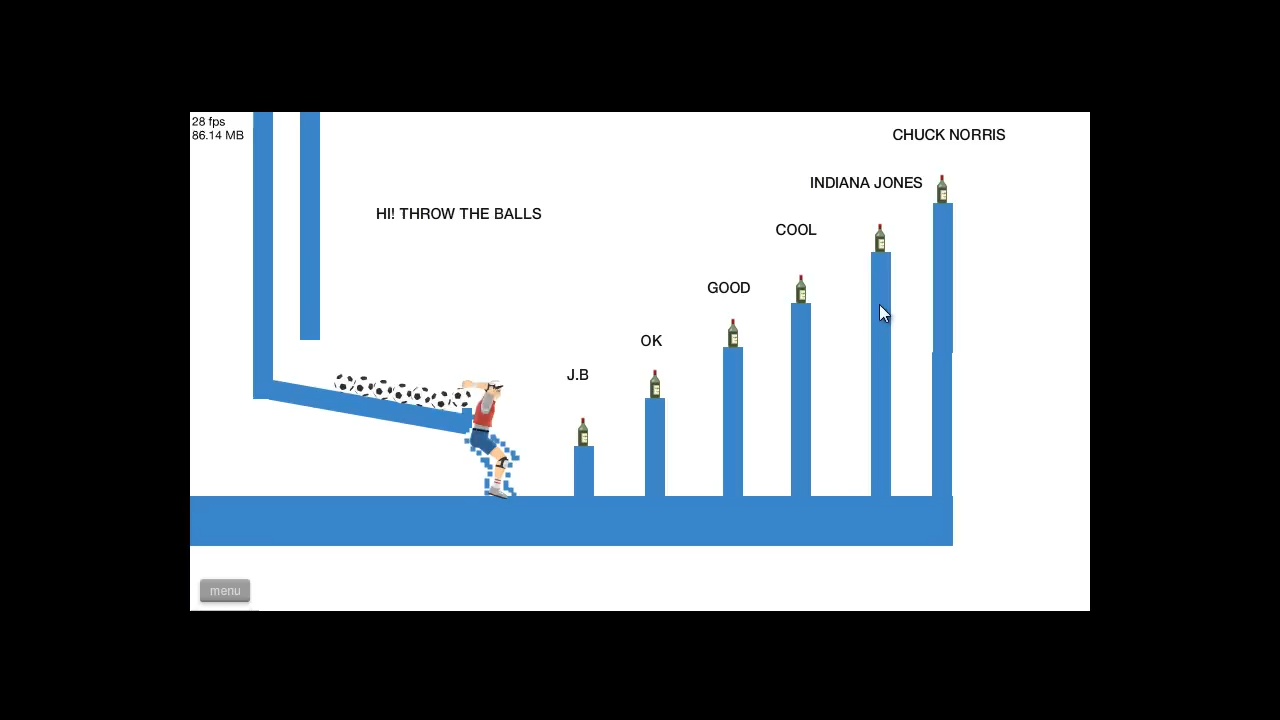 28 fps
86.14 MB
CHUCK NORRIS
INDIANA JONES
HI! THROW THE BALLS
COOL
GOOD
OK
J.B
menu